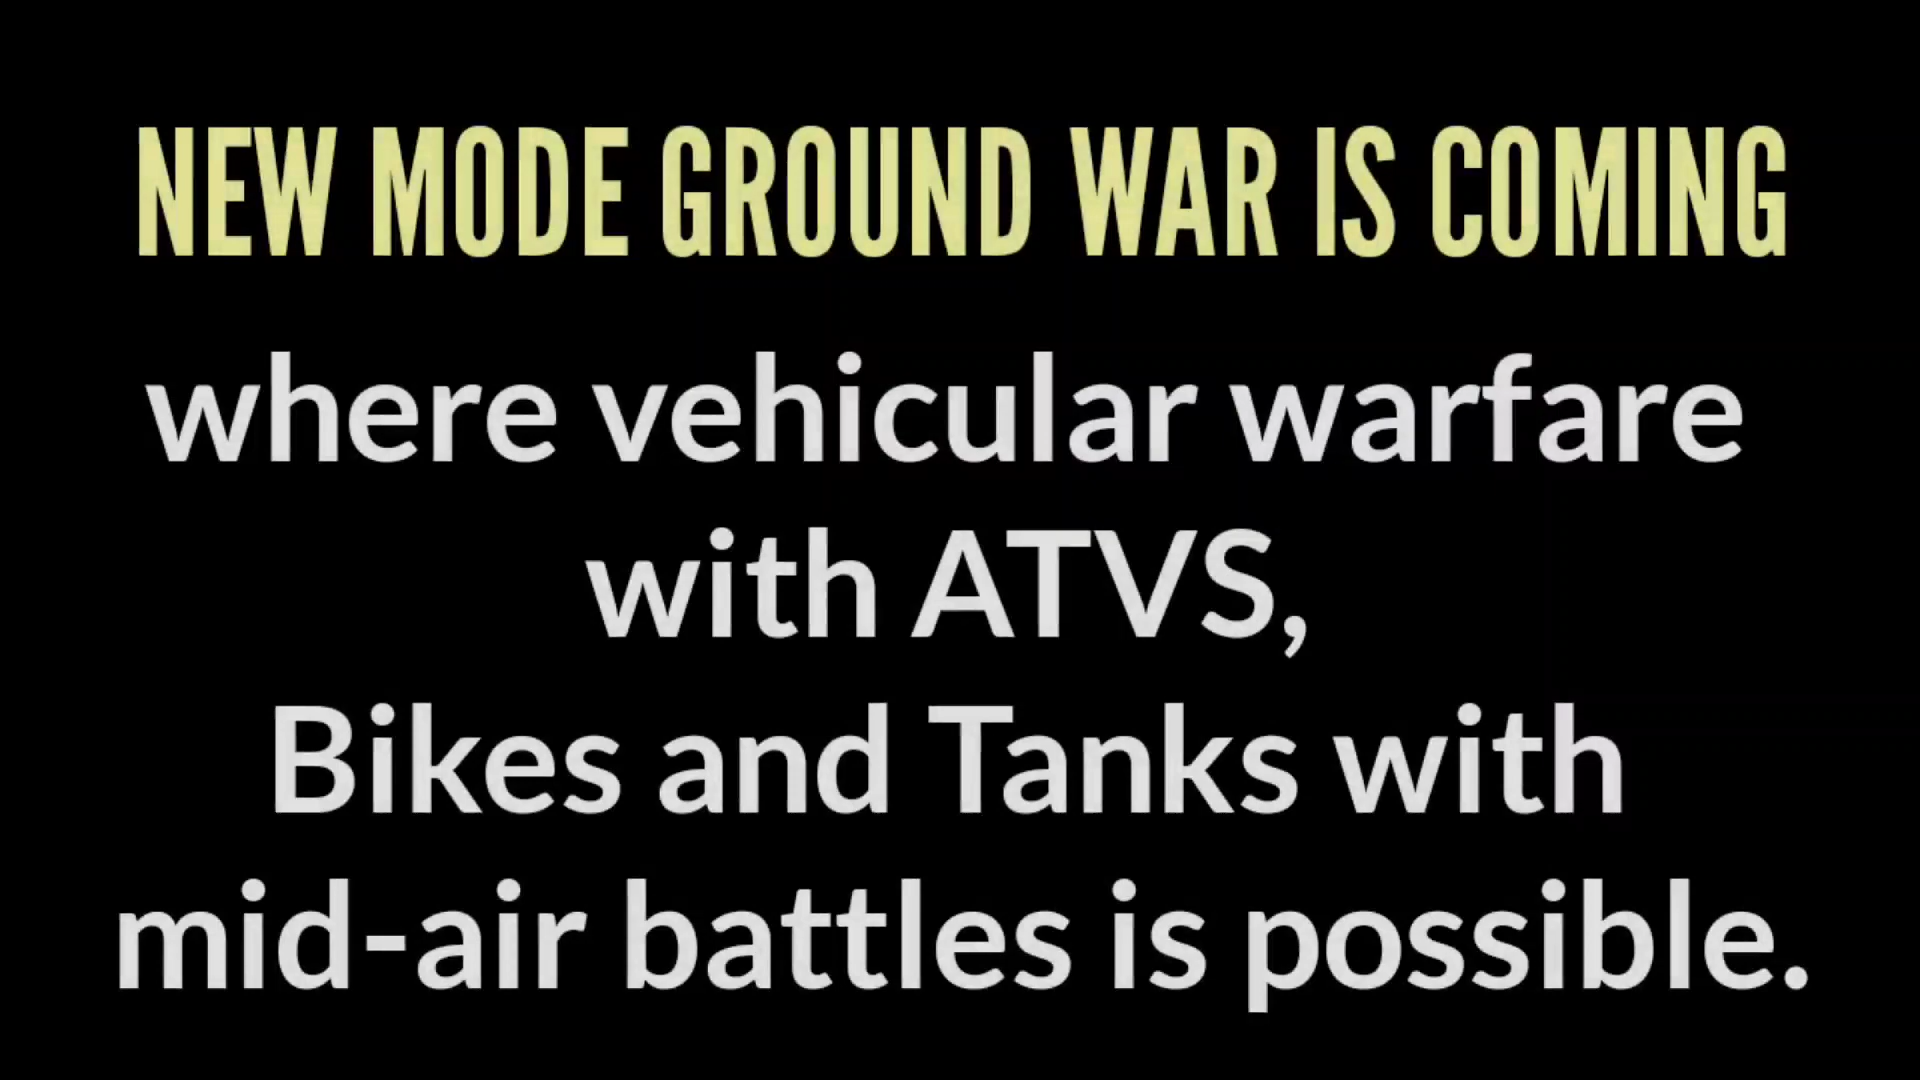 NEW MODE GROUND WAR IS COMING
where vehicular warfare
with ATVS,
Bikes and Tanks with
mid-air battles is possible.